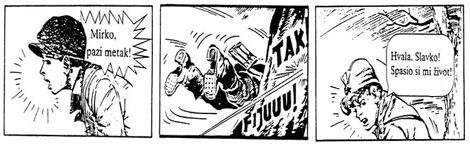 Mirko,
pazi metak!
TAK
FIJUUU!
Hvala. Slavko!
Spasio si mi život!